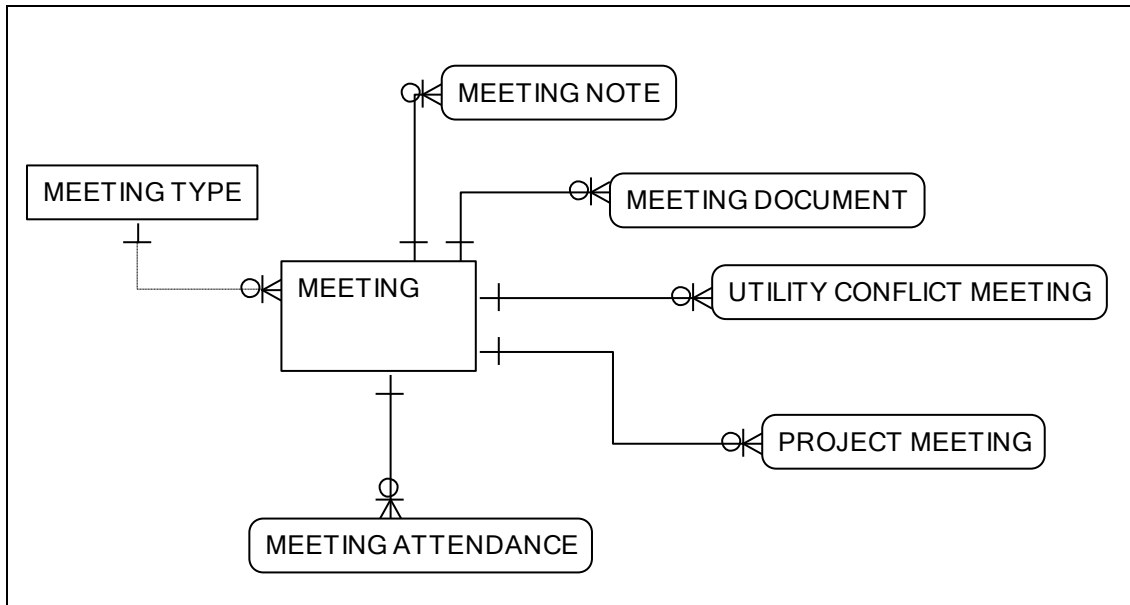 MEETING NOTE
MEETING TYPE
MEETING DOCUMENT
MEETING
UTILITY CONFLICT MEETING
PROJECT MEETING
MEETING ATTENDANCE